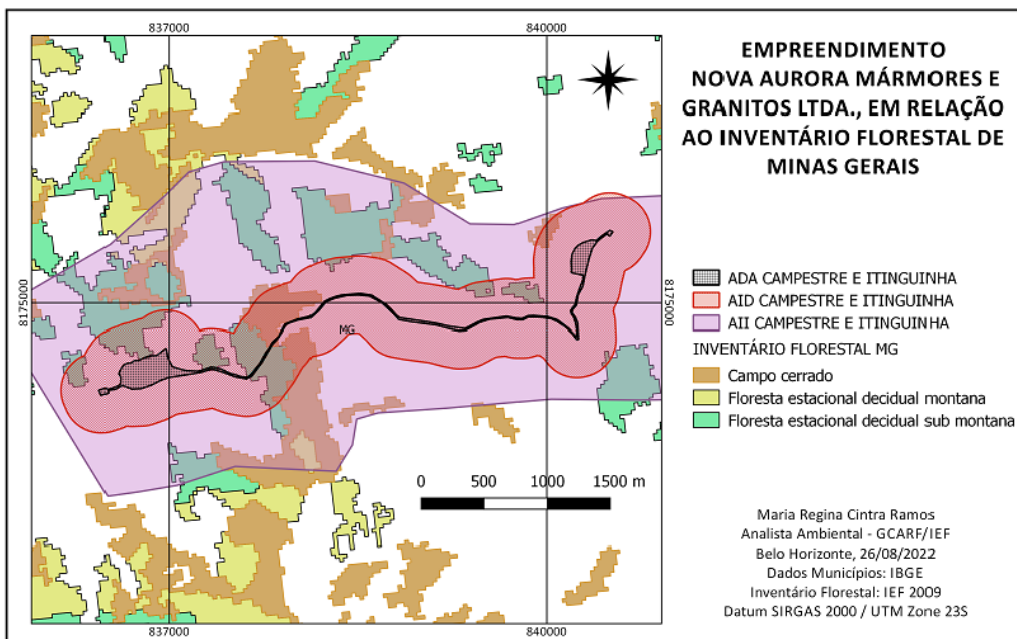 837000
840000
EMPREENDIMENTO
NOVA AURORA MÁRMORES E
GRANITOS LTDA., EM RELAÇÃO
AO INVENTÁRIO FLORESTAL DE
MINAS GERAIS
8175000
8175000
MG
ADA CAMPESTRE E ITINGUINHA
AID CAMPESTRE E ITINGUINHA
AII CAMPESTRE E ITINGUINHA
INVENTÁRIO FLORESTAL MG
Campo cerrado
Floresta estacional decidual montana
Floresta estacional decidual sub montana
0 500 1000 1500 m
Maria Regina Cintra Ramos
Analista Ambiental - GCARF/IEF
Belo Horizonte, 26/08/2022
Dados Municípios: IBGE
Inventário Florestal: IEF 2009
Datum SIRGAS 2000 / UTM Zone 23S
837000
840000